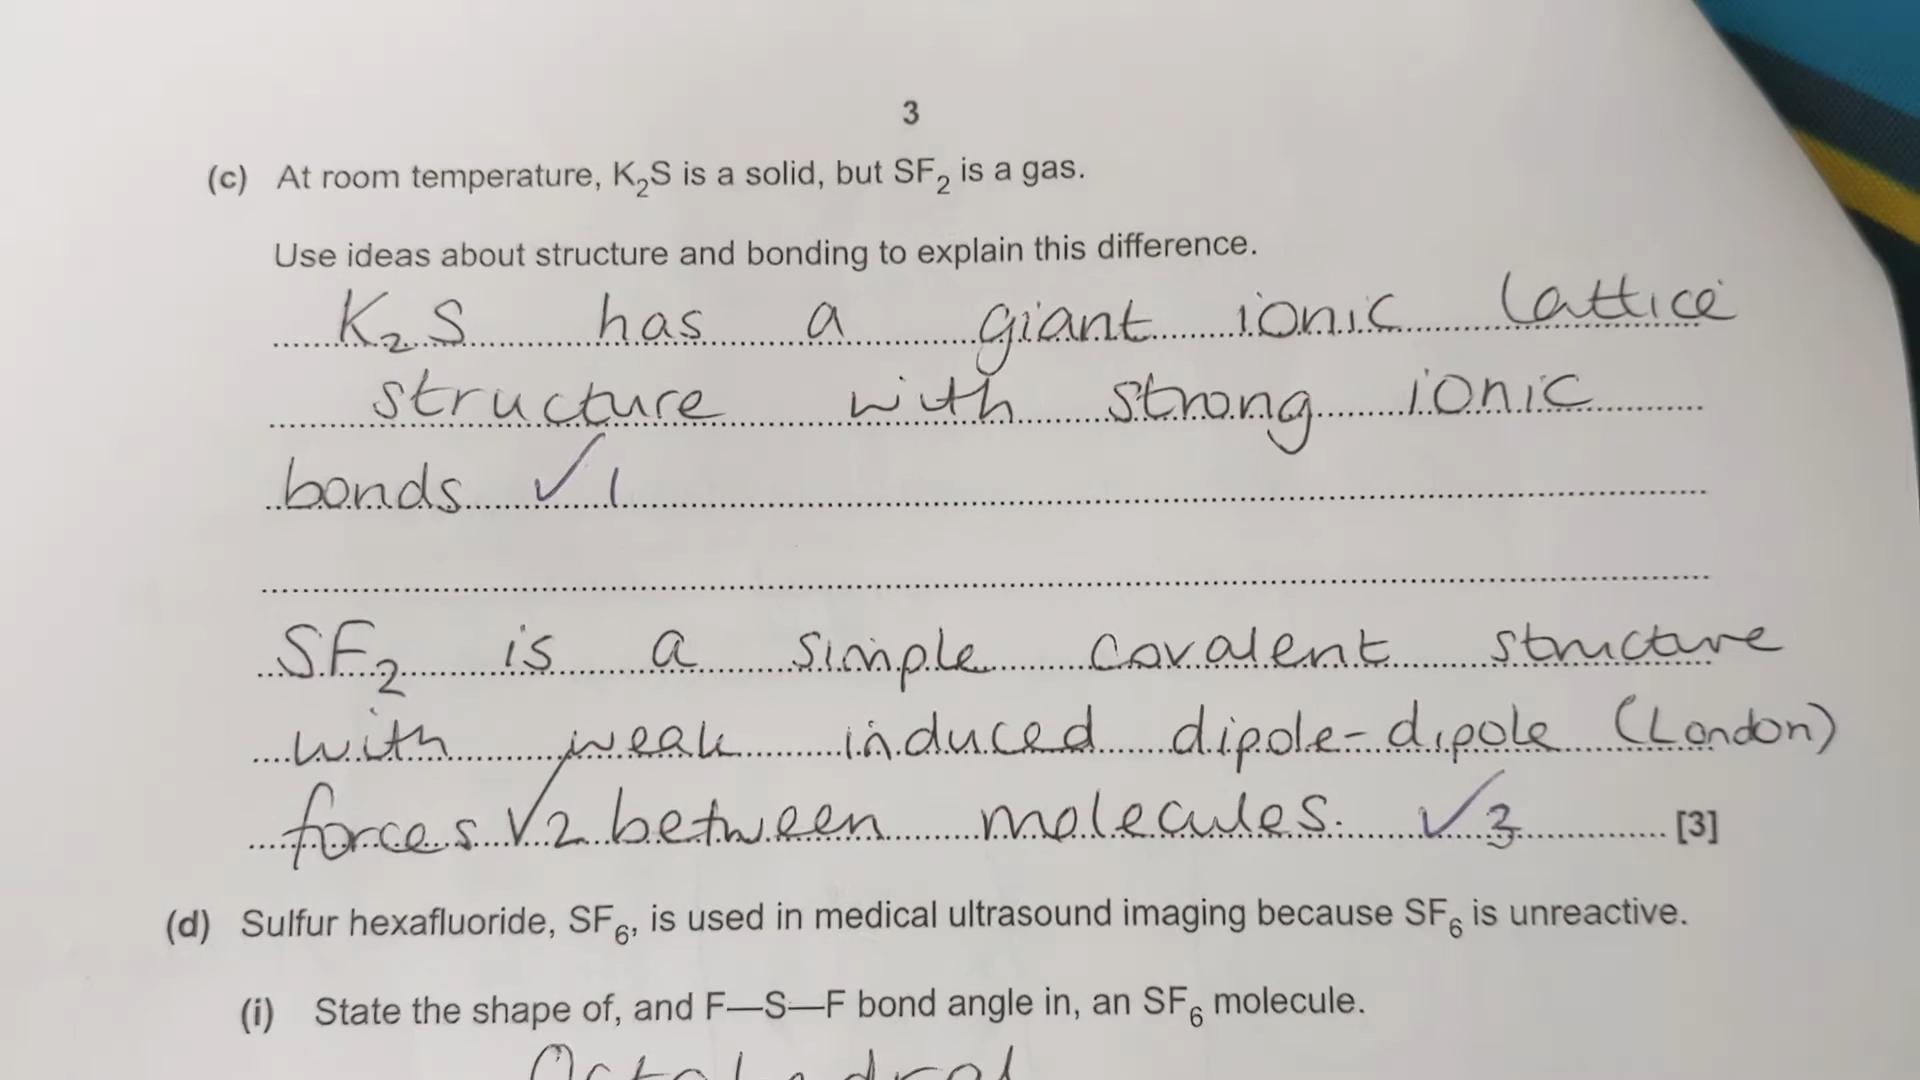 3
(c) At room temperature, K₂S is a solid, but SF₂ is a gas.
Use ideas about structure and bonding to explain this difference.
K₂S has a giant ionic lattice
structure with strong ionic
bonds ✓1
SF₂ is a simple covalent structure
with weak induced dipole-dipole (London)
forces ✓2 between molecules. ✓3 [3]
(d) Sulfur hexafluoride, SF₆, is used in medical ultrasound imaging because SF₆ is unreactive.
(i) State the shape of, and F—S—F bond angle in, an SF₆ molecule.
Octahedral